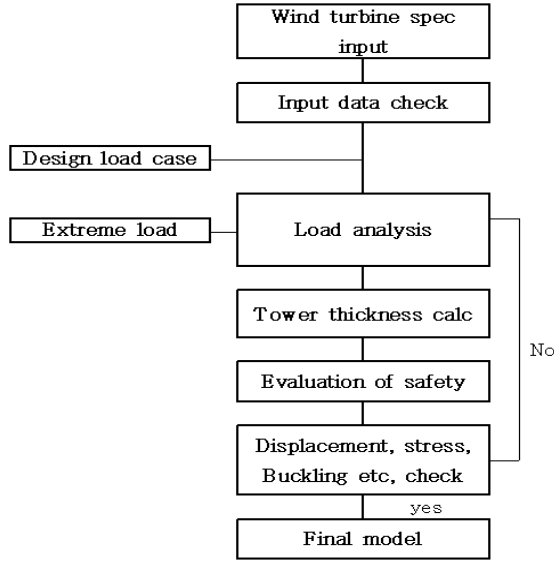 Wind turbine spec
input
Input data check
Design load case
Extreme load
Load analysis
Tower thickness calc
No
Evaluation of safety
Displacement, stress,
Buckling etc, check
yes
Final model